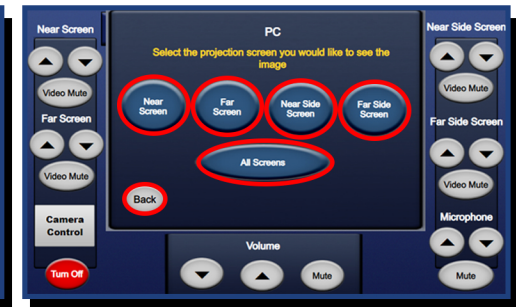 Near Screen
Video Mute
Far Screen
Video Mute
Camera
Control
Turn Off
PC
Select the projection screen you would like to see the
image
Near
Screen
Far
Screen
Near Side
Screen
Far Side
Screen
All Screens
Back
Volume
Mute
Near Side Screen
Video Mute
Far Side Screen
Video Mute
Microphone
Mute